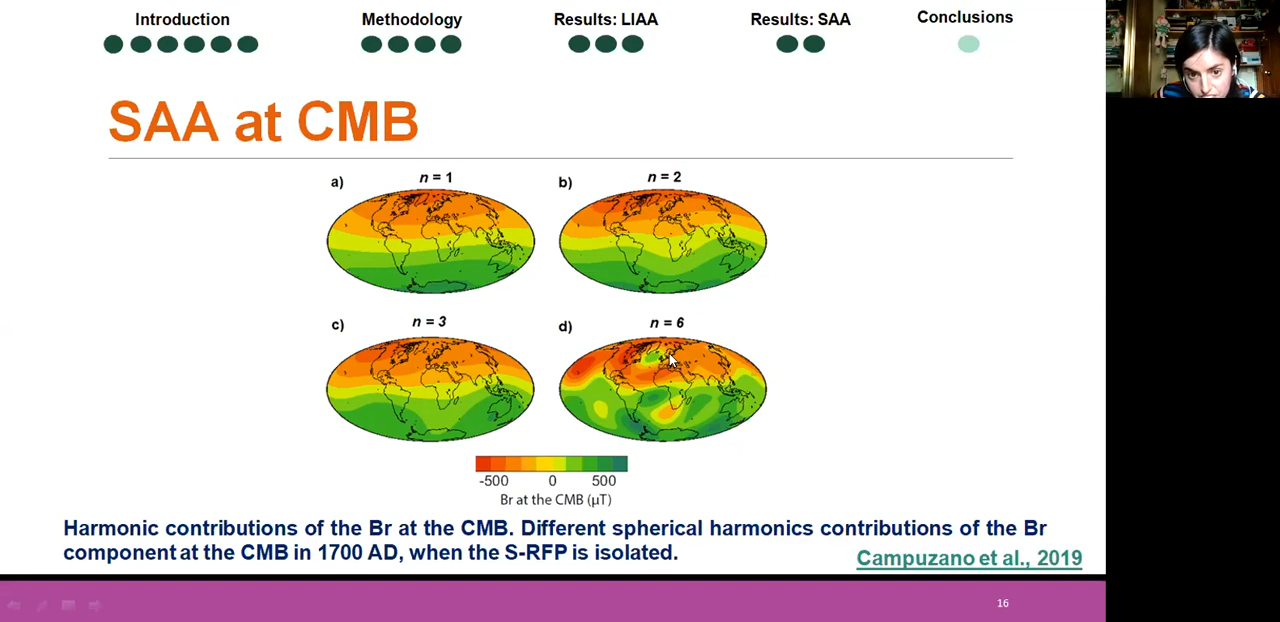 Introduction
Methodology
Results: LIAA
Results: SAA
Conclusions
SAA at CMB
a)
n = 1
b)
n = 2
c)
n = 3
d)
n = 6
-500
0
500
Br at the CMB (µT)
Harmonic contributions of the Br at the CMB. Different spherical harmonics contributions of the Br
component at the CMB in 1700 AD, when the S-RFP is isolated.
Campuzano et al., 2019
16